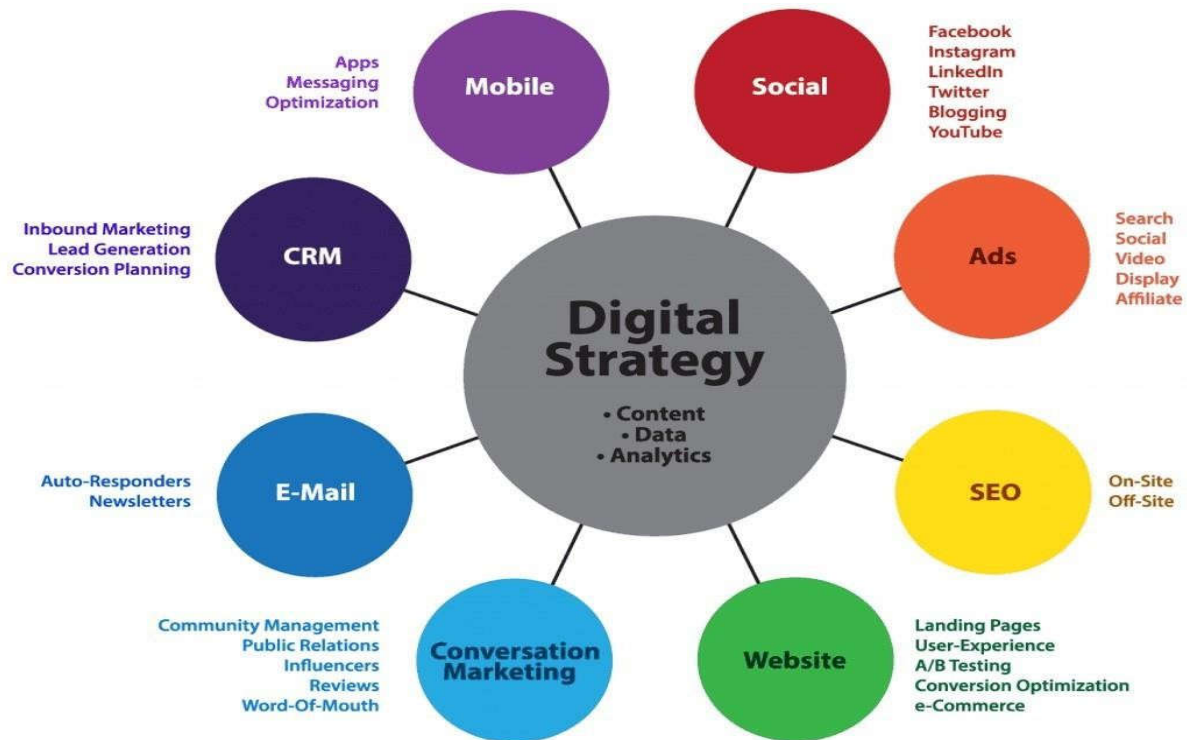 Digital
Strategy
• Content
• Data
• Analytics
Mobile
Apps
Messaging
Optimization
Social
Facebook
Instagram
LinkedIn
Twitter
Blogging
YouTube
Ads
Search
Social
Video
Display
Affiliate
SEO
On-Site
Off-Site
Website
Landing Pages
User-Experience
A/B Testing
Conversion Optimization
e-Commerce
Conversation
Marketing
Community Management
Public Relations
Influencers
Reviews
Word-Of-Mouth
E-Mail
Auto-Responders
Newsletters
CRM
Inbound Marketing
Lead Generation
Conversion Planning